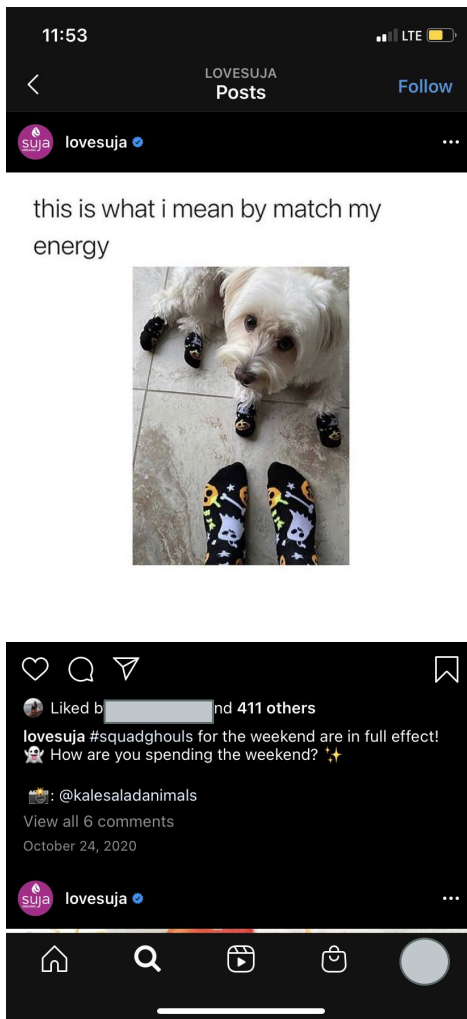 11:53
LTE
LOVESUJA
Posts
Follow
suja
lovesuja
this is what i mean by match my
energy
Liked b nd 411 others
lovesuja #squadghouls for the weekend are in full effect!
👻 How are you spending the weekend? ✨
📸: @kalesaladanimals
View all 6 comments
October 24, 2020
suja
lovesuja